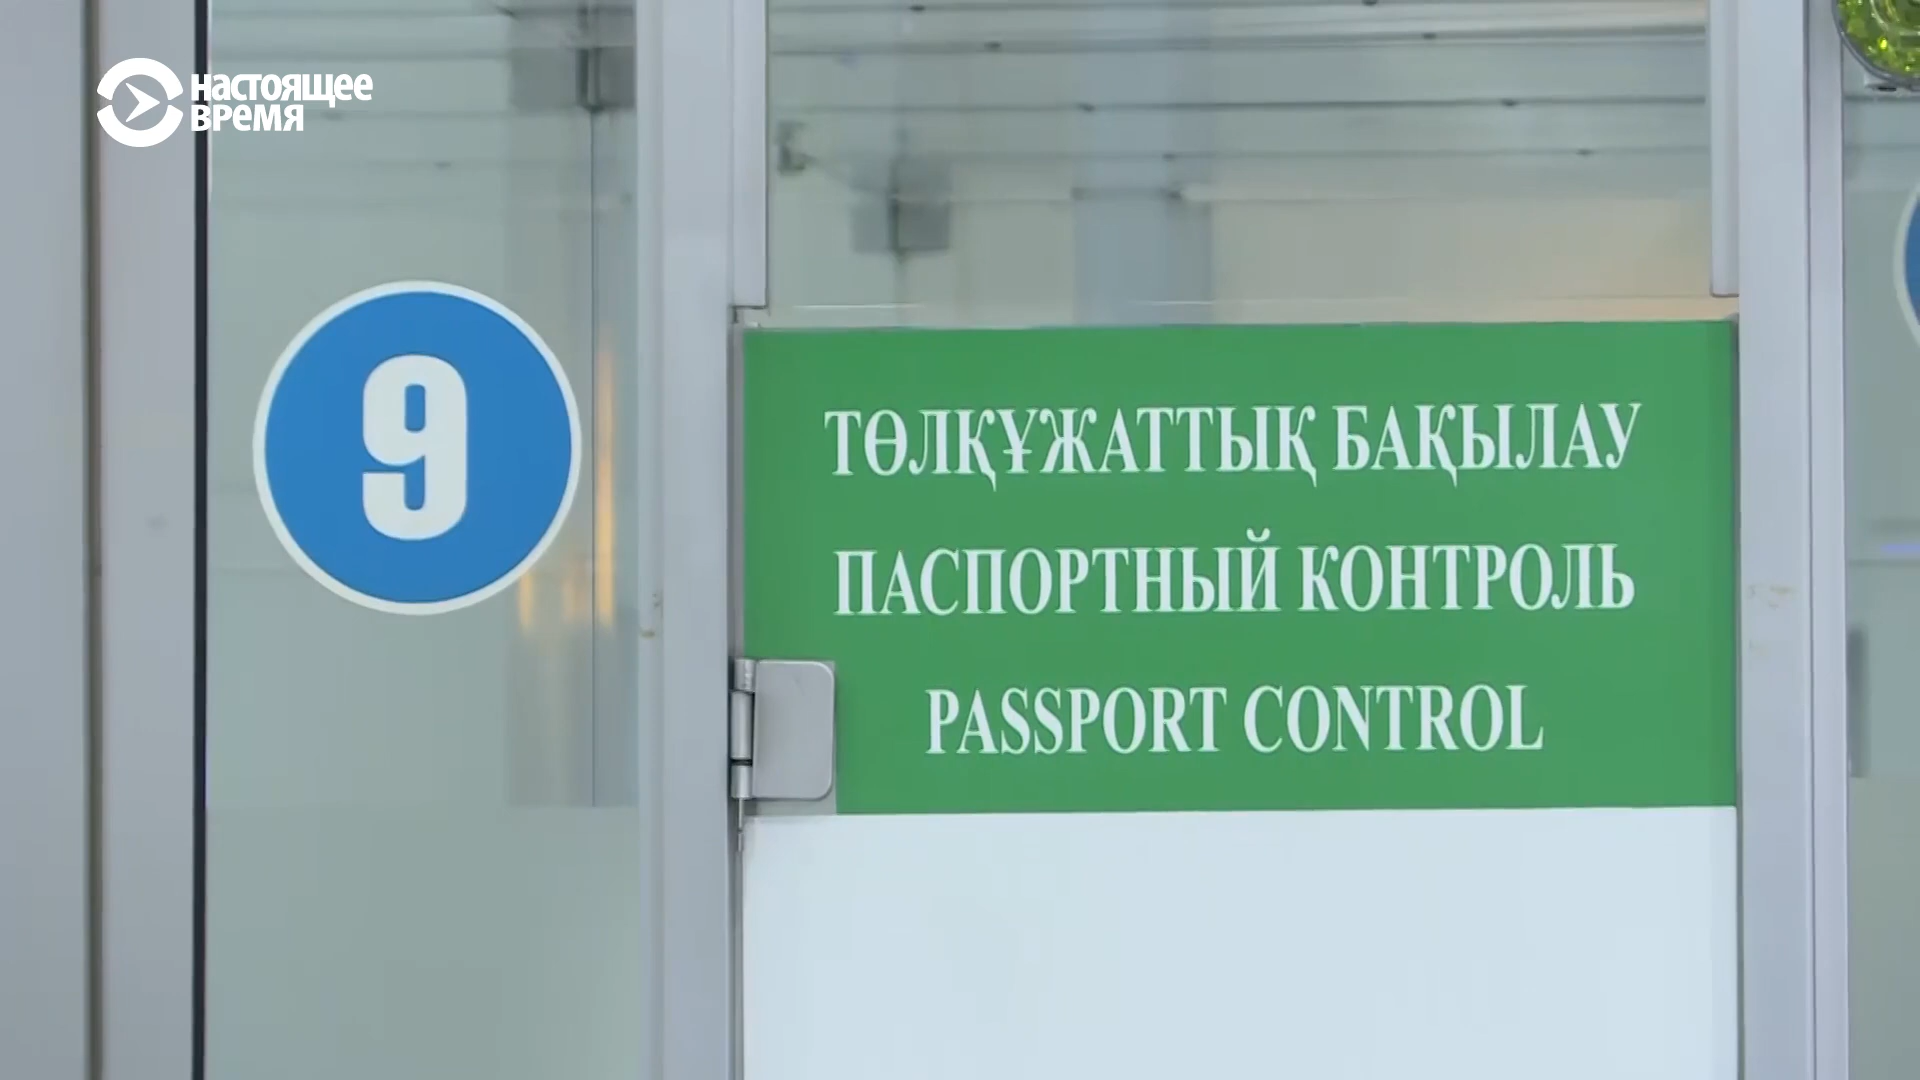 настоящее
время
9
ТӨЛҚҰЖАТТЫҚ БАҚЫЛАУ
ПАСПОРТНЫЙ КОНТРОЛЬ
PASSPORT CONTROL